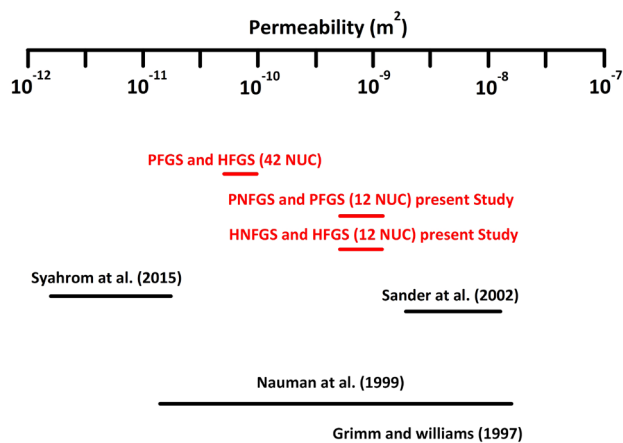 Permeability (m²)
10⁻¹² 10⁻¹¹ 10⁻¹⁰ 10⁻⁹ 10⁻⁸ 10⁻⁷
PFGS and HFGS (42 NUC)
PNFGS and PFGS (12 NUC) present Study
HNFGS and HFGS (12 NUC) present Study
Syahrom at al. (2015)
Sander at al. (2002)
Nauman at al. (1999)
Grimm and williams (1997)